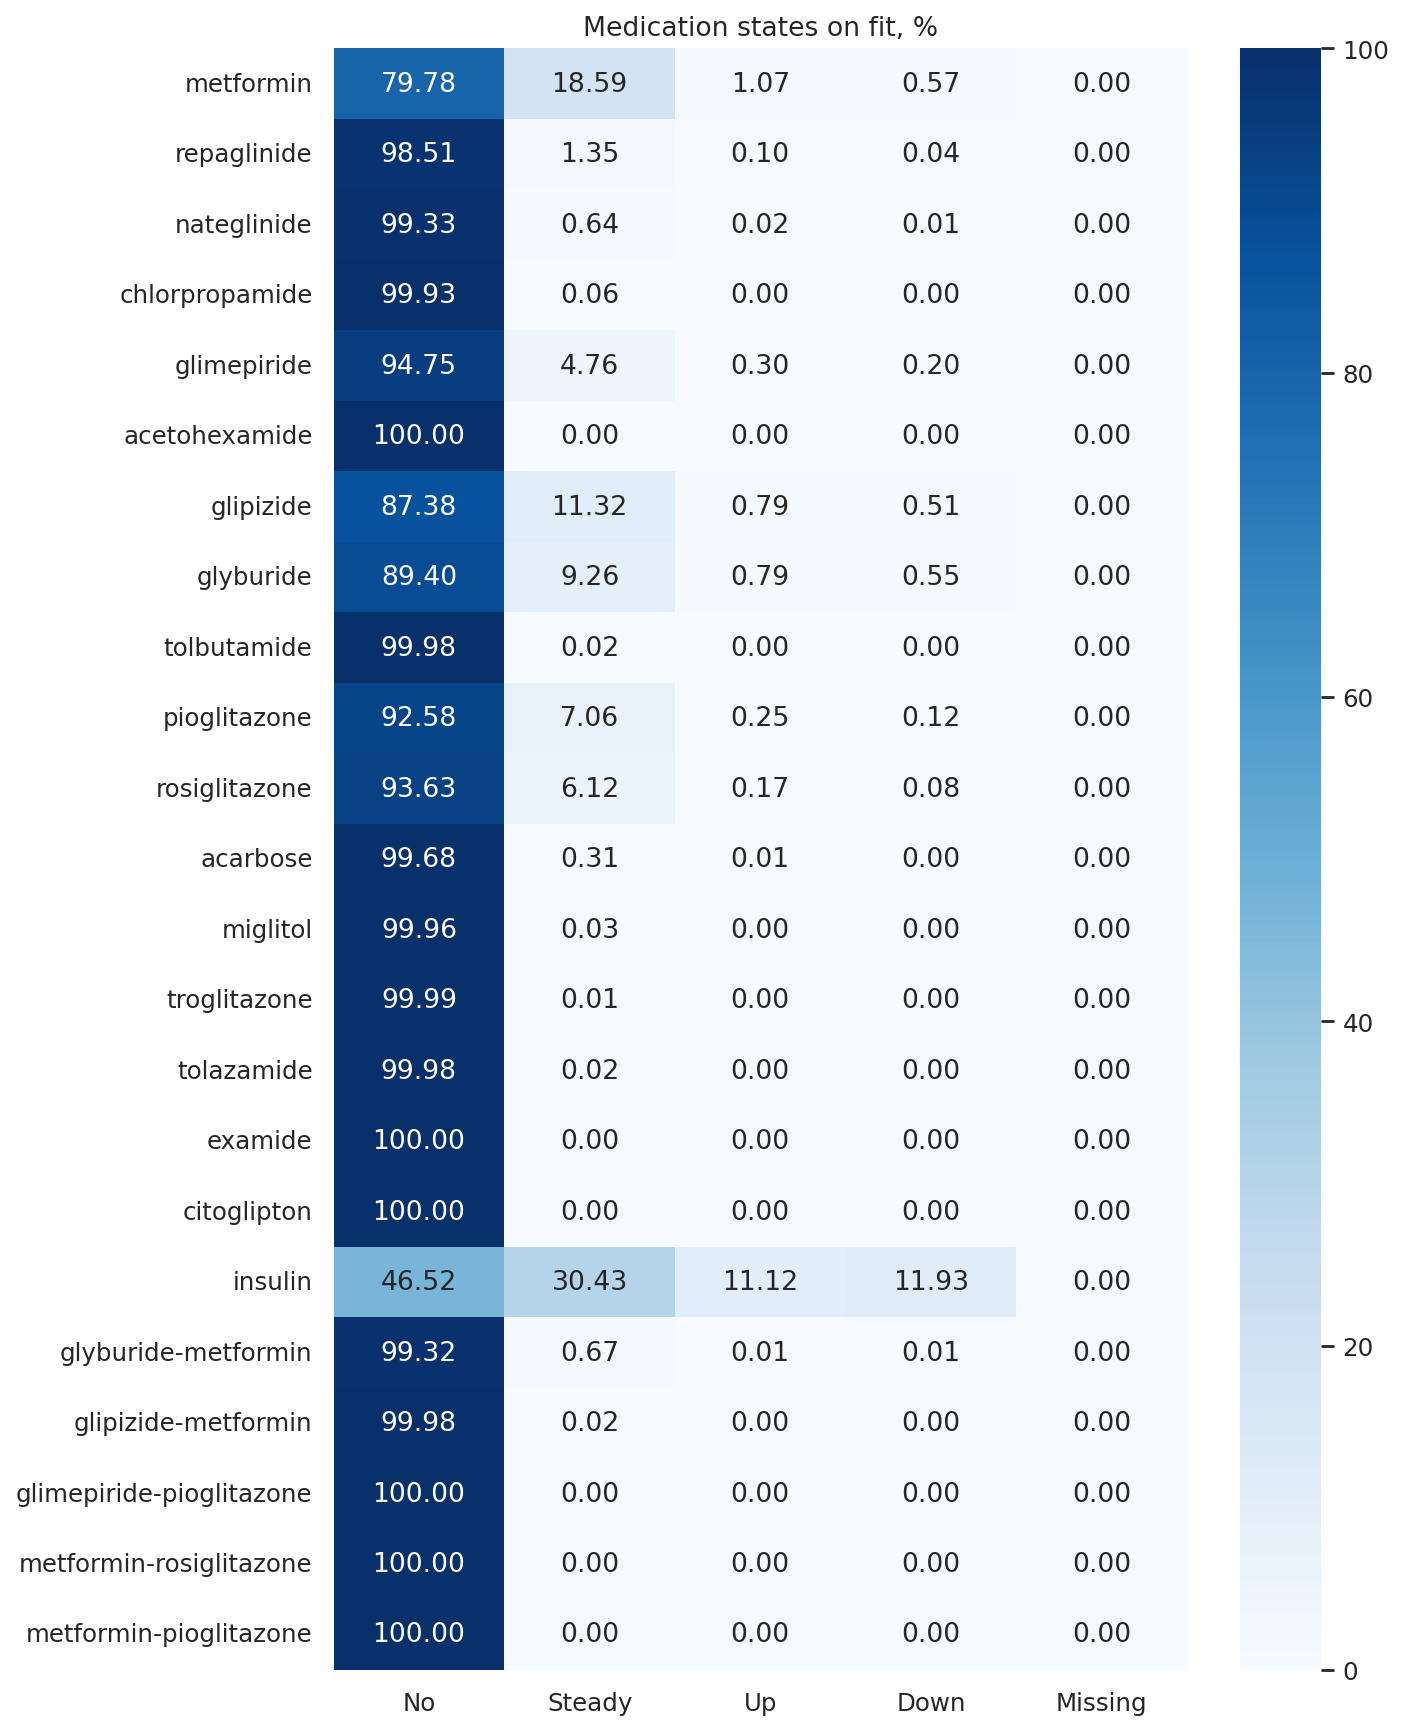 Medication states on fit, %
metformin 79.78 18.59 1.07 0.57 0.00
repaglinide 98.51 1.35 0.10 0.04 0.00
nateglinide 99.33 0.64 0.02 0.01 0.00
chlorpropamide 99.93 0.06 0.00 0.00 0.00
glimepiride 94.75 4.76 0.30 0.20 0.00
acetohexamide 100.00 0.00 0.00 0.00 0.00
glipizide 87.38 11.32 0.79 0.51 0.00
glyburide 89.40 9.26 0.79 0.55 0.00
tolbutamide 99.98 0.02 0.00 0.00 0.00
pioglitazone 92.58 7.06 0.25 0.12 0.00
rosiglitazone 93.63 6.12 0.17 0.08 0.00
acarbose 99.68 0.31 0.01 0.00 0.00
miglitol 99.96 0.03 0.00 0.00 0.00
troglitazone 99.99 0.01 0.00 0.00 0.00
tolazamide 99.98 0.02 0.00 0.00 0.00
examide 100.00 0.00 0.00 0.00 0.00
citoglipton 100.00 0.00 0.00 0.00 0.00
insulin 46.52 30.43 11.12 11.93 0.00
glyburide-metformin 99.32 0.67 0.01 0.01 0.00
glipizide-metformin 99.98 0.02 0.00 0.00 0.00
glimepiride-pioglitazone 100.00 0.00 0.00 0.00 0.00
metformin-rosiglitazone 100.00 0.00 0.00 0.00 0.00
metformin-pioglitazone 100.00 0.00 0.00 0.00 0.00
No Steady Up Down Missing
100
80
60
40
20
0